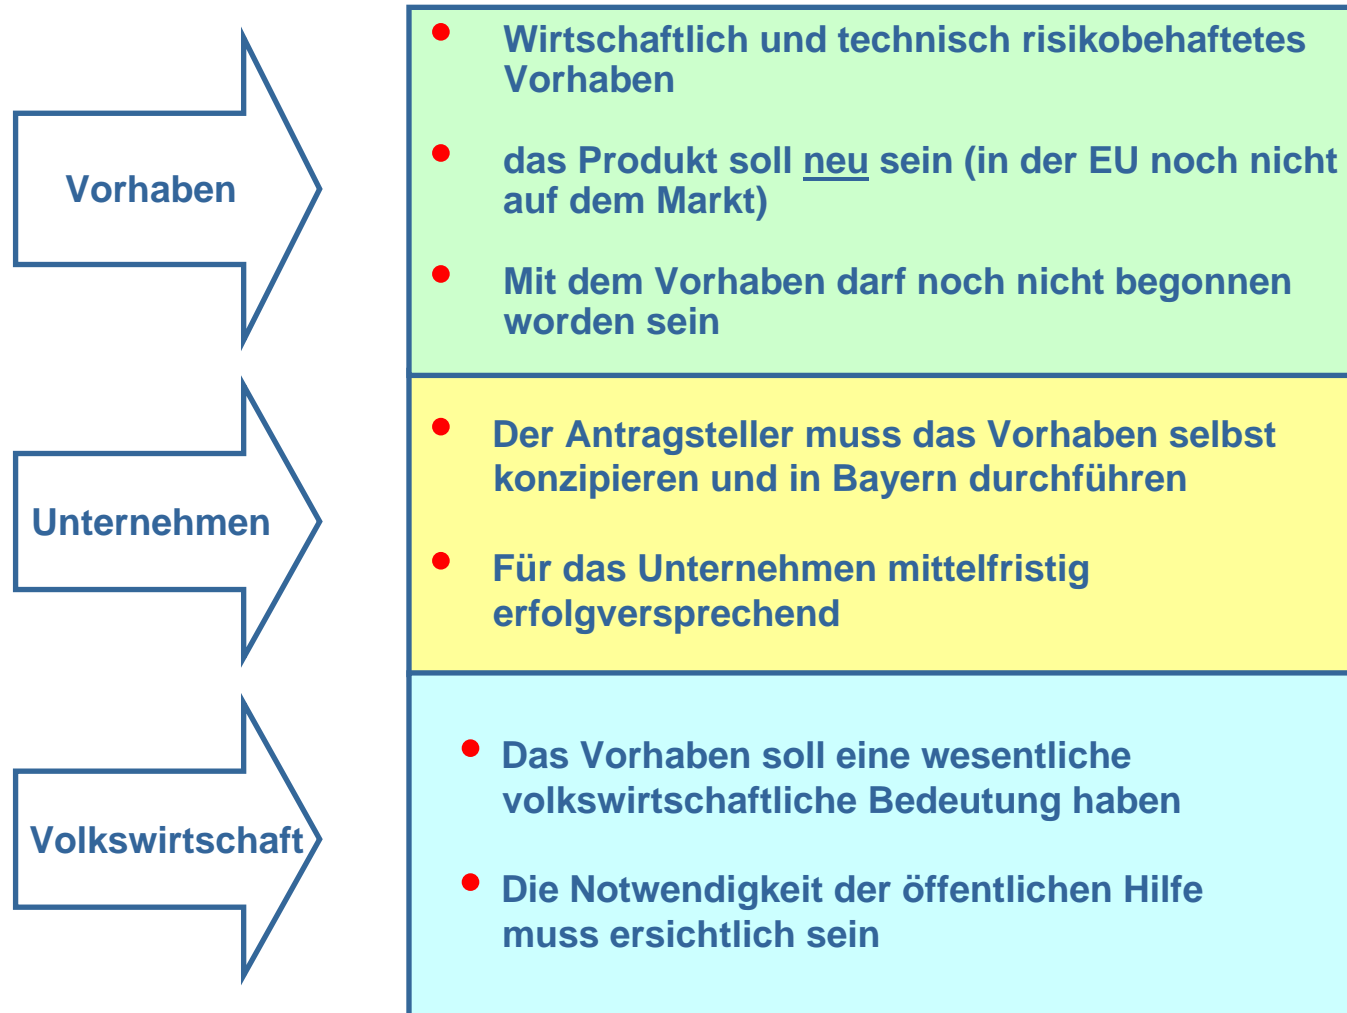 Vorhaben
• Wirtschaftlich und technisch risikobehaftetes
Vorhaben
• das Produkt soll neu sein (in der EU noch nicht
auf dem Markt)
• Mit dem Vorhaben darf noch nicht begonnen
worden sein
Unternehmen
• Der Antragsteller muss das Vorhaben selbst
konzipieren und in Bayern durchführen
• Für das Unternehmen mittelfristig
erfolgversprechend
Volkswirtschaft
• Das Vorhaben soll eine wesentliche
volkswirtschaftliche Bedeutung haben
• Die Notwendigkeit der öffentlichen Hilfe
muss ersichtlich sein